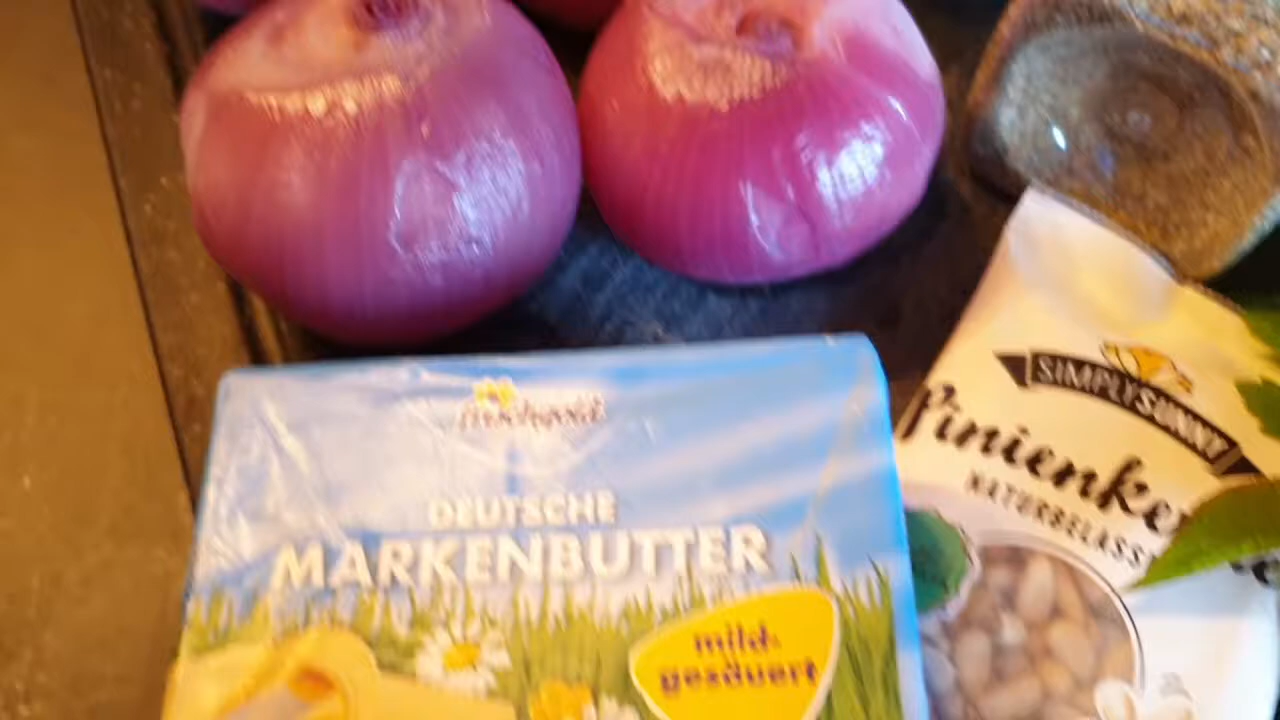 DEUTSCHE
MARKENBUTTER
mild-
gesäuert
SIMPLY SUNNY
Pinienke
NATURBELASS